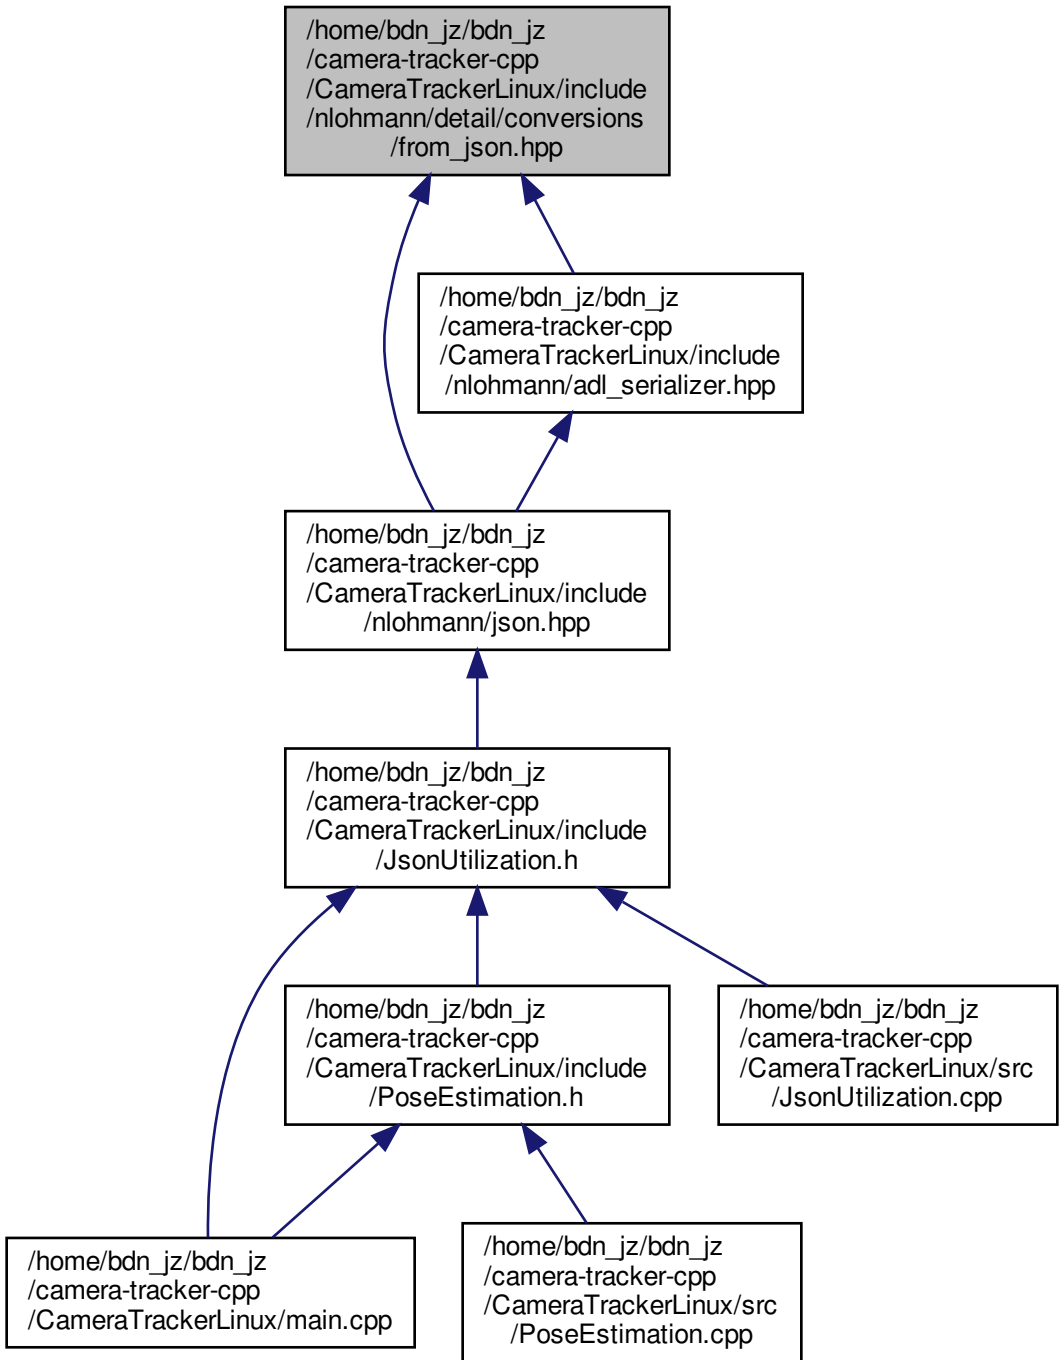 /home/bdn_jz/bdn_jz
/camera-tracker-cpp
/CameraTrackerLinux/include
/nlohmann/detail/conversions
/from_json.hpp
/home/bdn_jz/bdn_jz
/camera-tracker-cpp
/CameraTrackerLinux/include
/nlohmann/adl_serializer.hpp
/home/bdn_jz/bdn_jz
/camera-tracker-cpp
/CameraTrackerLinux/include
/nlohmann/json.hpp
/home/bdn_jz/bdn_jz
/camera-tracker-cpp
/CameraTrackerLinux/include
/JsonUtilization.h
/home/bdn_jz/bdn_jz
/camera-tracker-cpp
/CameraTrackerLinux/include
/PoseEstimation.h
/home/bdn_jz/bdn_jz
/camera-tracker-cpp
/CameraTrackerLinux/src
/JsonUtilization.cpp
/home/bdn_jz/bdn_jz
/camera-tracker-cpp
/CameraTrackerLinux/main.cpp
/home/bdn_jz/bdn_jz
/camera-tracker-cpp
/CameraTrackerLinux/src
/PoseEstimation.cpp